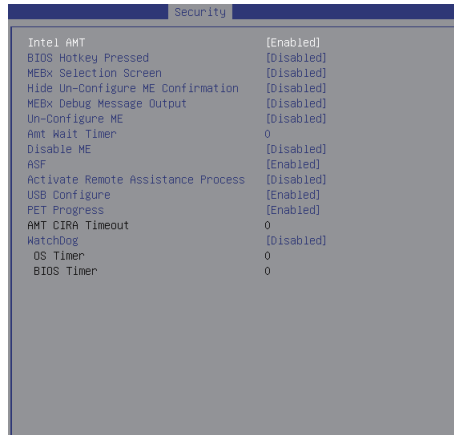 Security
Intel AMT [Enabled]
BIOS Hotkey Pressed [Disabled]
MEBx Selection Screen [Disabled]
Hide Un-Configure ME Confirmation [Disabled]
MEBx Debug Message Output [Disabled]
Un-Configure ME [Disabled]
Amt Wait Timer 0
Disable ME [Disabled]
ASF [Enabled]
Activate Remote Assistance Process [Disabled]
USB Configure [Enabled]
PET Progress [Enabled]
AMT CIRA Timeout 0
WatchDog [Disabled]
OS Timer 0
BIOS Timer 0